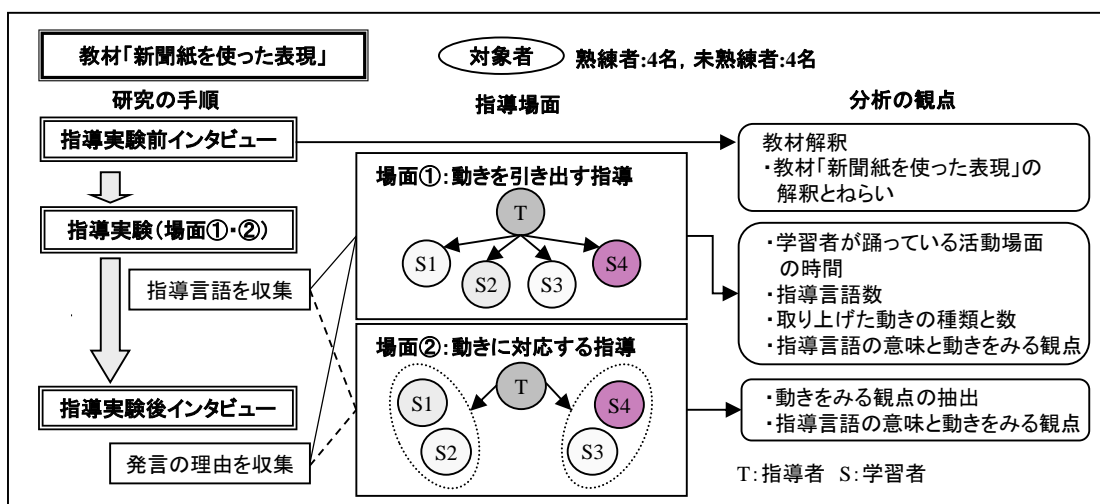 教材「新聞紙を使った表現」
対象者
熟練者:4名, 未熟練者:4名
研究の手順
指導場面
分析の観点
指導実験前インタビュー
指導実験(場面①・②)
指導言語を収集
指導実験後インタビュー
発言の理由を収集
場面①:動きを引き出す指導
T
S1
S2
S3
S4
場面②:動きに対応する指導
T
S1
S2
S4
S3
教材解釈
・教材「新聞紙を使った表現」の
解釈とねらい
・学習者が踊っている活動場面
の時間
・指導言語数
・取り上げた動きの種類と数
・指導言語の意味と動きをみる観点
・動きをみる観点の抽出
・指導言語の意味と動きをみる観点
T:指導者 S:学習者